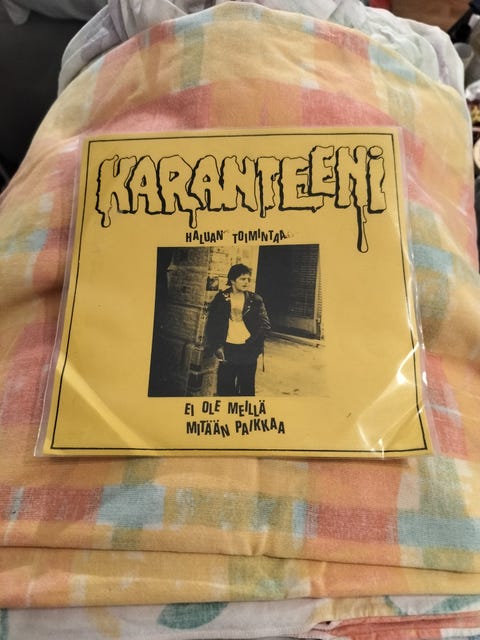 KARANTEENI
HALUAN TOIMINTAA
EI OLE MEILLÄ
MITÄÄN PAIKKAA